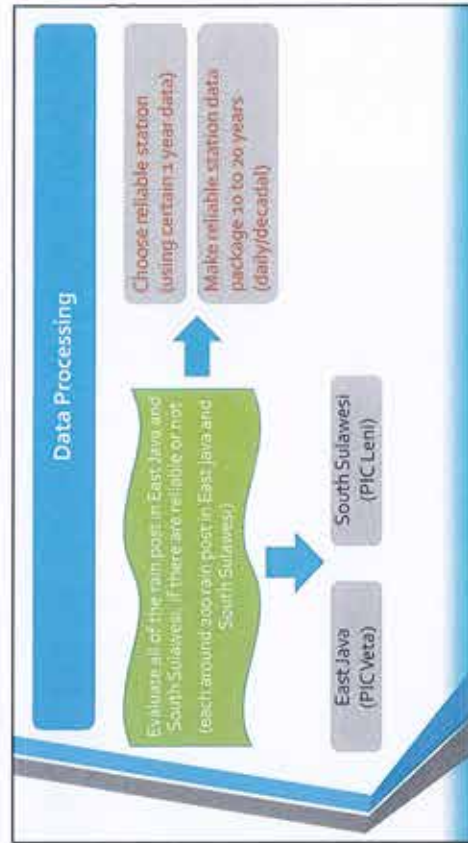 Data Processing
Evaluate all of the rain post in East Java and
South Sulawesi, if there are reliable or not
(each around 200 rain post in East Java and
South Sulawesi)
Choose reliable station
(using certain 1 year data)
Make reliable station data
package 10 to 20 years
(daily/decadal)
East Java
(PIC Veta)
South Sulawesi
(PIC Leni)